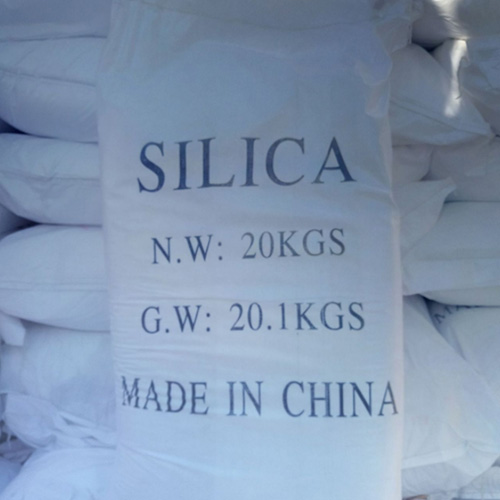 SILICA
N.W: 20KGS
G.W: 20.1KGS
MADE IN CHINA